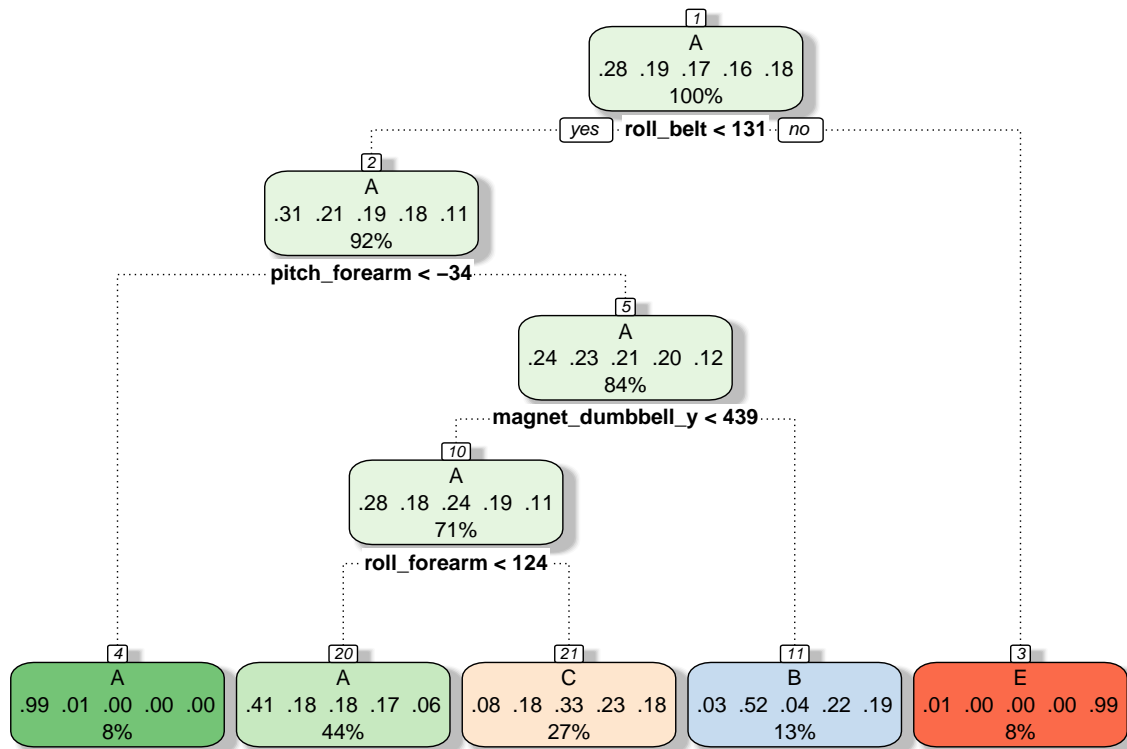 1
A
.28 .19 .17 .16 .18
100%
yes roll_belt < 131 no
2
A
.31 .21 .19 .18 .11
92%
pitch_forearm < −34
5
A
.24 .23 .21 .20 .12
84%
magnet_dumbbell_y < 439
10
A
.28 .18 .24 .19 .11
71%
roll_forearm < 124
4
A
.99 .01 .00 .00 .00
8%
20
A
.41 .18 .18 .17 .06
44%
21
C
.08 .18 .33 .23 .18
27%
11
B
.03 .52 .04 .22 .19
13%
3
E
.01 .00 .00 .00 .99
8%